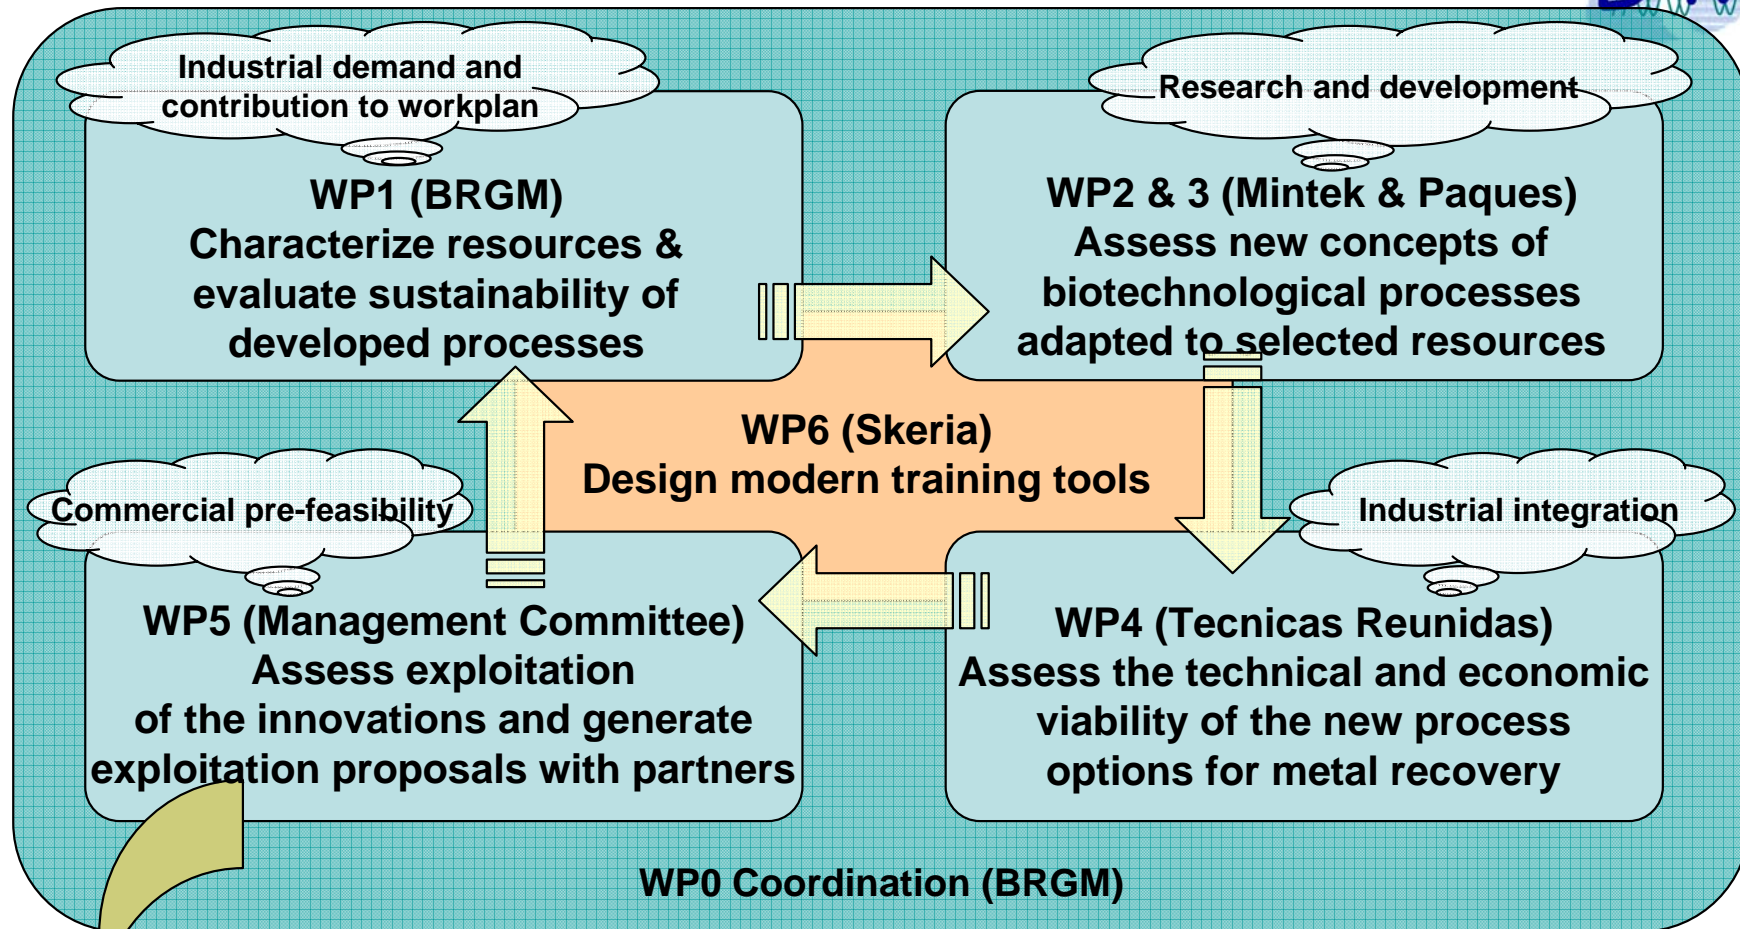 Industrial demand and
contribution to workplan
WP1 (BRGM)
Characterize resources &
evaluate sustainability of
developed processes
Research and development
WP2 & 3 (Mintek & Paques)
Assess new concepts of
biotechnological processes
adapted to selected resources
WP6 (Skeria)
Design modern training tools
Commercial pre-feasibility
WP5 (Management Committee)
Assess exploitation
of the innovations and generate
exploitation proposals with partners
Industrial integration
WP4 (Tecnicas Reunidas)
Assess the technical and economic
viability of the new process
options for metal recovery
WP0 Coordination (BRGM)